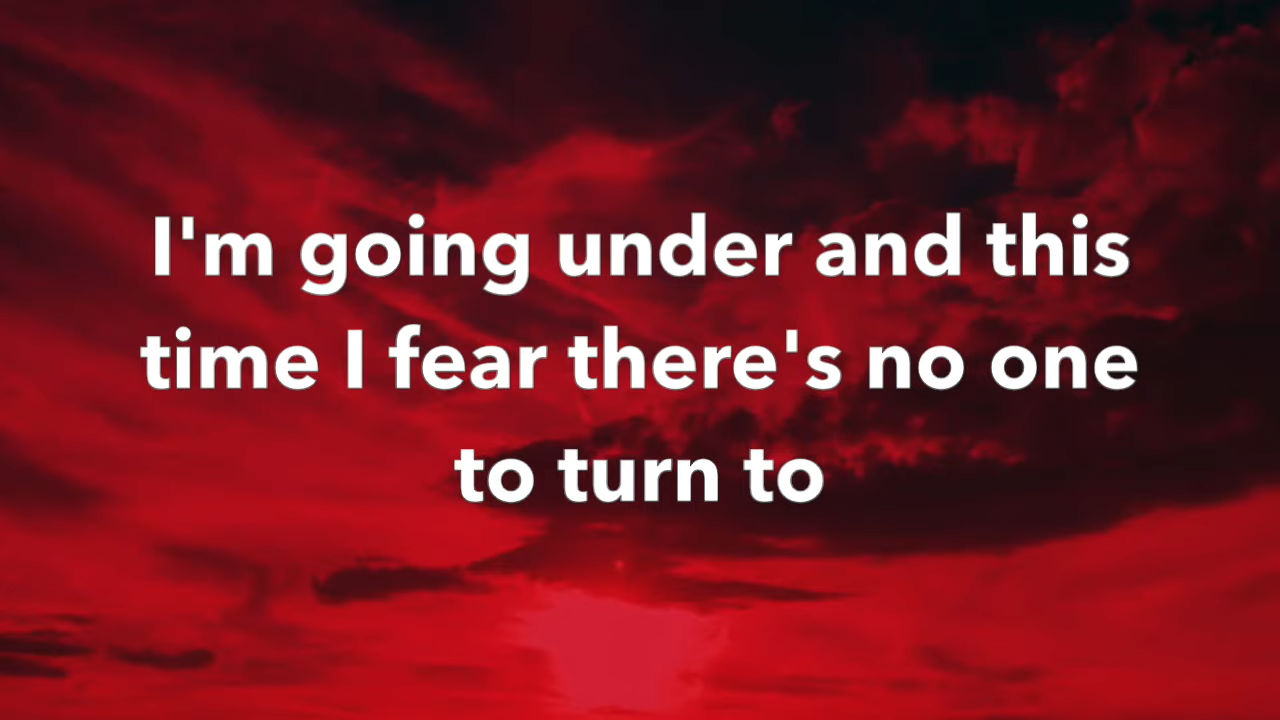 I'm going under and this
time I fear there's no one
to turn to